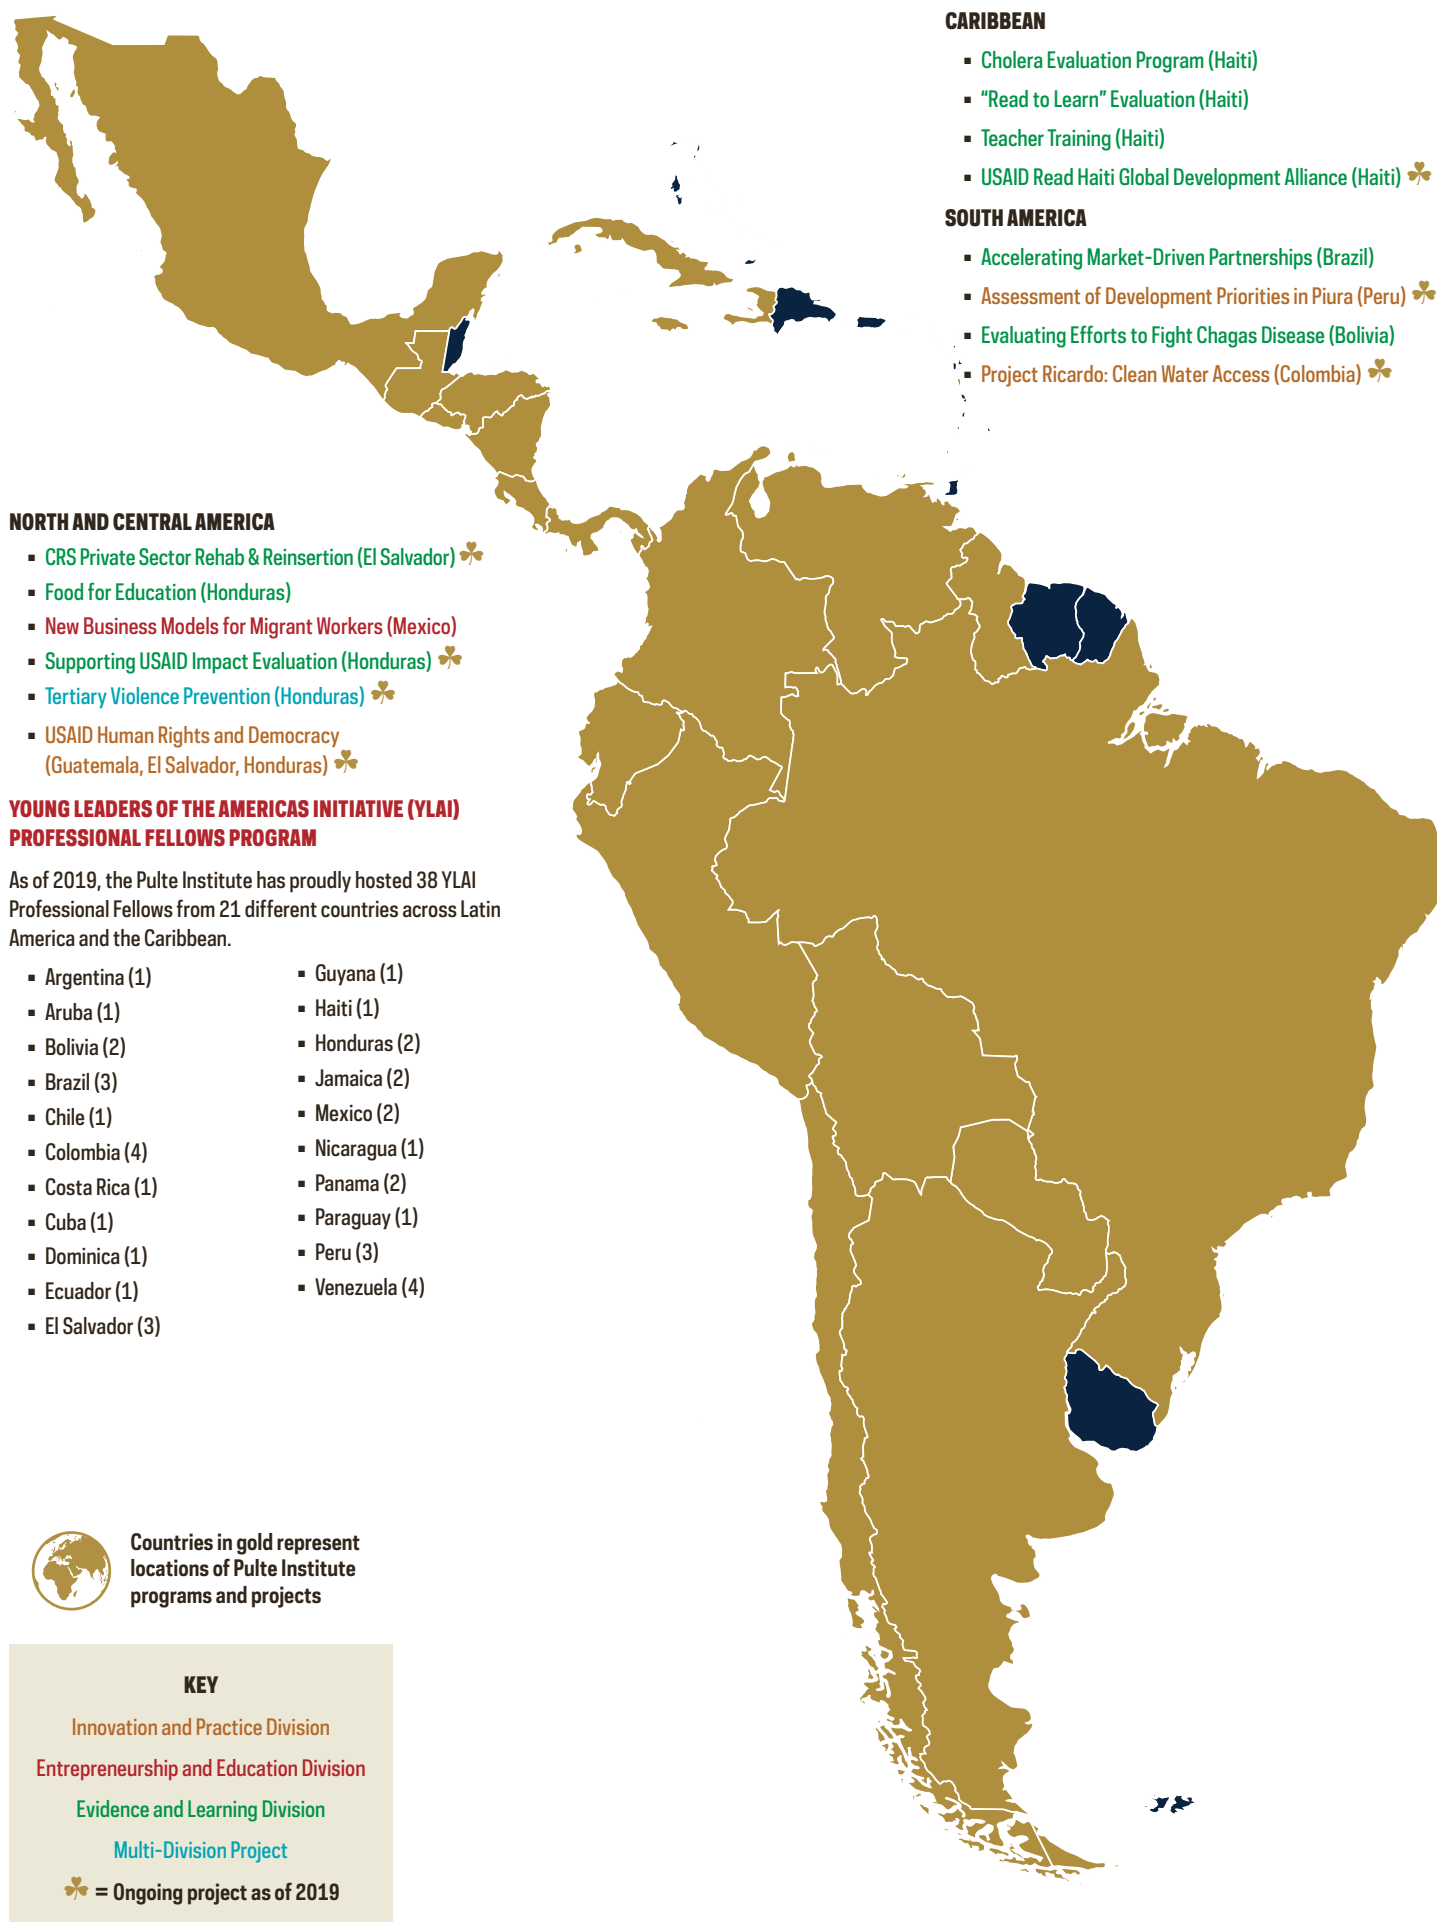 CARIBBEAN
▪ Cholera Evaluation Program (Haiti)
▪ “Read to Learn” Evaluation (Haiti)
▪ Teacher Training (Haiti)
▪ USAID Read Haiti Global Development Alliance (Haiti) ☘
SOUTH AMERICA
▪ Accelerating Market-Driven Partnerships (Brazil)
▪ Assessment of Development Priorities in Piura (Peru) ☘
▪ Evaluating Efforts to Fight Chagas Disease (Bolivia)
▪ Project Ricardo: Clean Water Access (Colombia) ☘
NORTH AND CENTRAL AMERICA
▪ CRS Private Sector Rehab & Reinsertion (El Salvador) ☘
▪ Food for Education (Honduras)
▪ New Business Models for Migrant Workers (Mexico)
▪ Supporting USAID Impact Evaluation (Honduras) ☘
▪ Tertiary Violence Prevention (Honduras) ☘
▪ USAID Human Rights and Democracy
(Guatemala, El Salvador, Honduras) ☘
YOUNG LEADERS OF THE AMERICAS INITIATIVE (YLAI)
PROFESSIONAL FELLOWS PROGRAM
As of 2019, the Pulte Institute has proudly hosted 38 YLAI
Professional Fellows from 21 different countries across Latin
America and the Caribbean.
▪ Argentina (1)
▪ Aruba (1)
▪ Bolivia (2)
▪ Brazil (3)
▪ Chile (1)
▪ Colombia (4)
▪ Costa Rica (1)
▪ Cuba (1)
▪ Dominica (1)
▪ Ecuador (1)
▪ El Salvador (3)
▪ Guyana (1)
▪ Haiti (1)
▪ Honduras (2)
▪ Jamaica (2)
▪ Mexico (2)
▪ Nicaragua (1)
▪ Panama (2)
▪ Paraguay (1)
▪ Peru (3)
▪ Venezuela (4)
Countries in gold represent
locations of Pulte Institute
programs and projects
KEY
Innovation and Practice Division
Entrepreneurship and Education Division
Evidence and Learning Division
Multi-Division Project
☘ = Ongoing project as of 2019